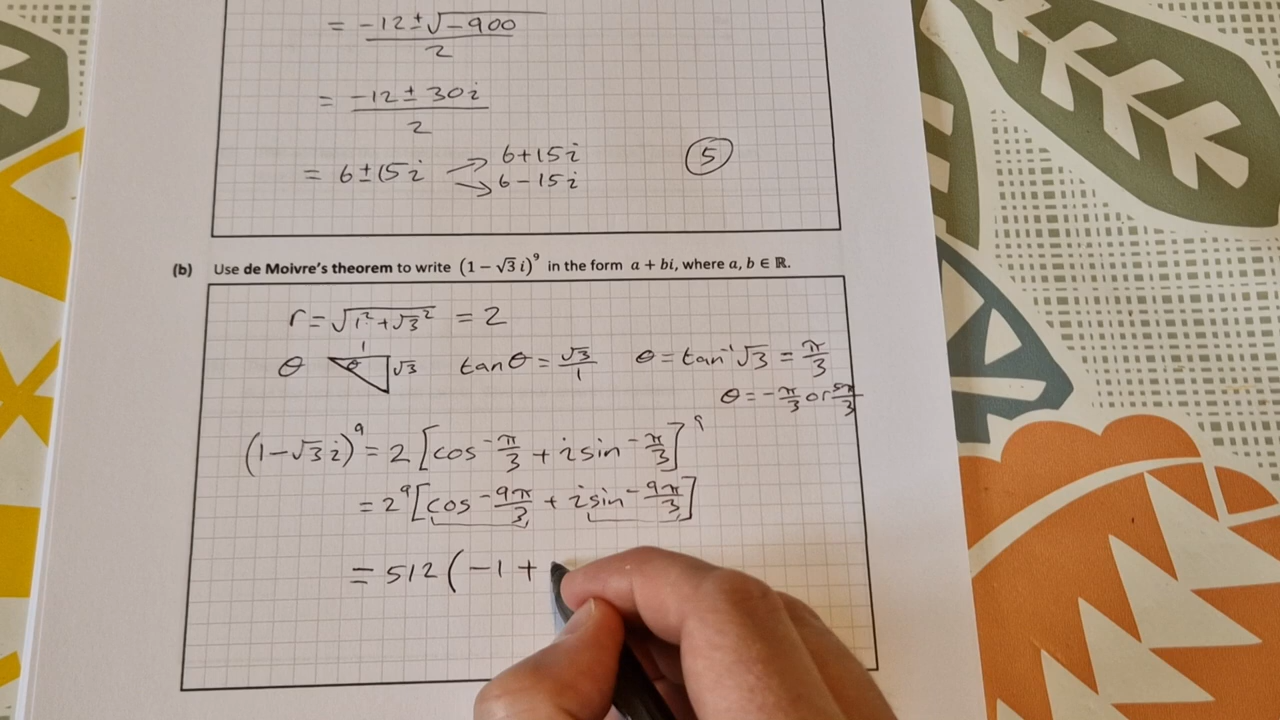 = (-12 ± √-900)/2
= (-12 ± 30i)/2
= 6 ± 15i → 6+15i
→ 6-15i
⑤
(b) Use de Moivre's theorem to write (1 − √3 i)⁹ in the form a + bi, where a, b ∈ ℝ.
r = √(1² + √3²) = 2
θ θ 1 √3 tanθ = √3/1 θ = tan⁻¹√3 = π/3
θ = -π/3 or 5π/3
(1-√3i)⁹ = 2[cos -π/3 + i sin -π/3]⁹
= 2⁹[cos -9π/3 + i sin -9π/3]
= 512(-1 +